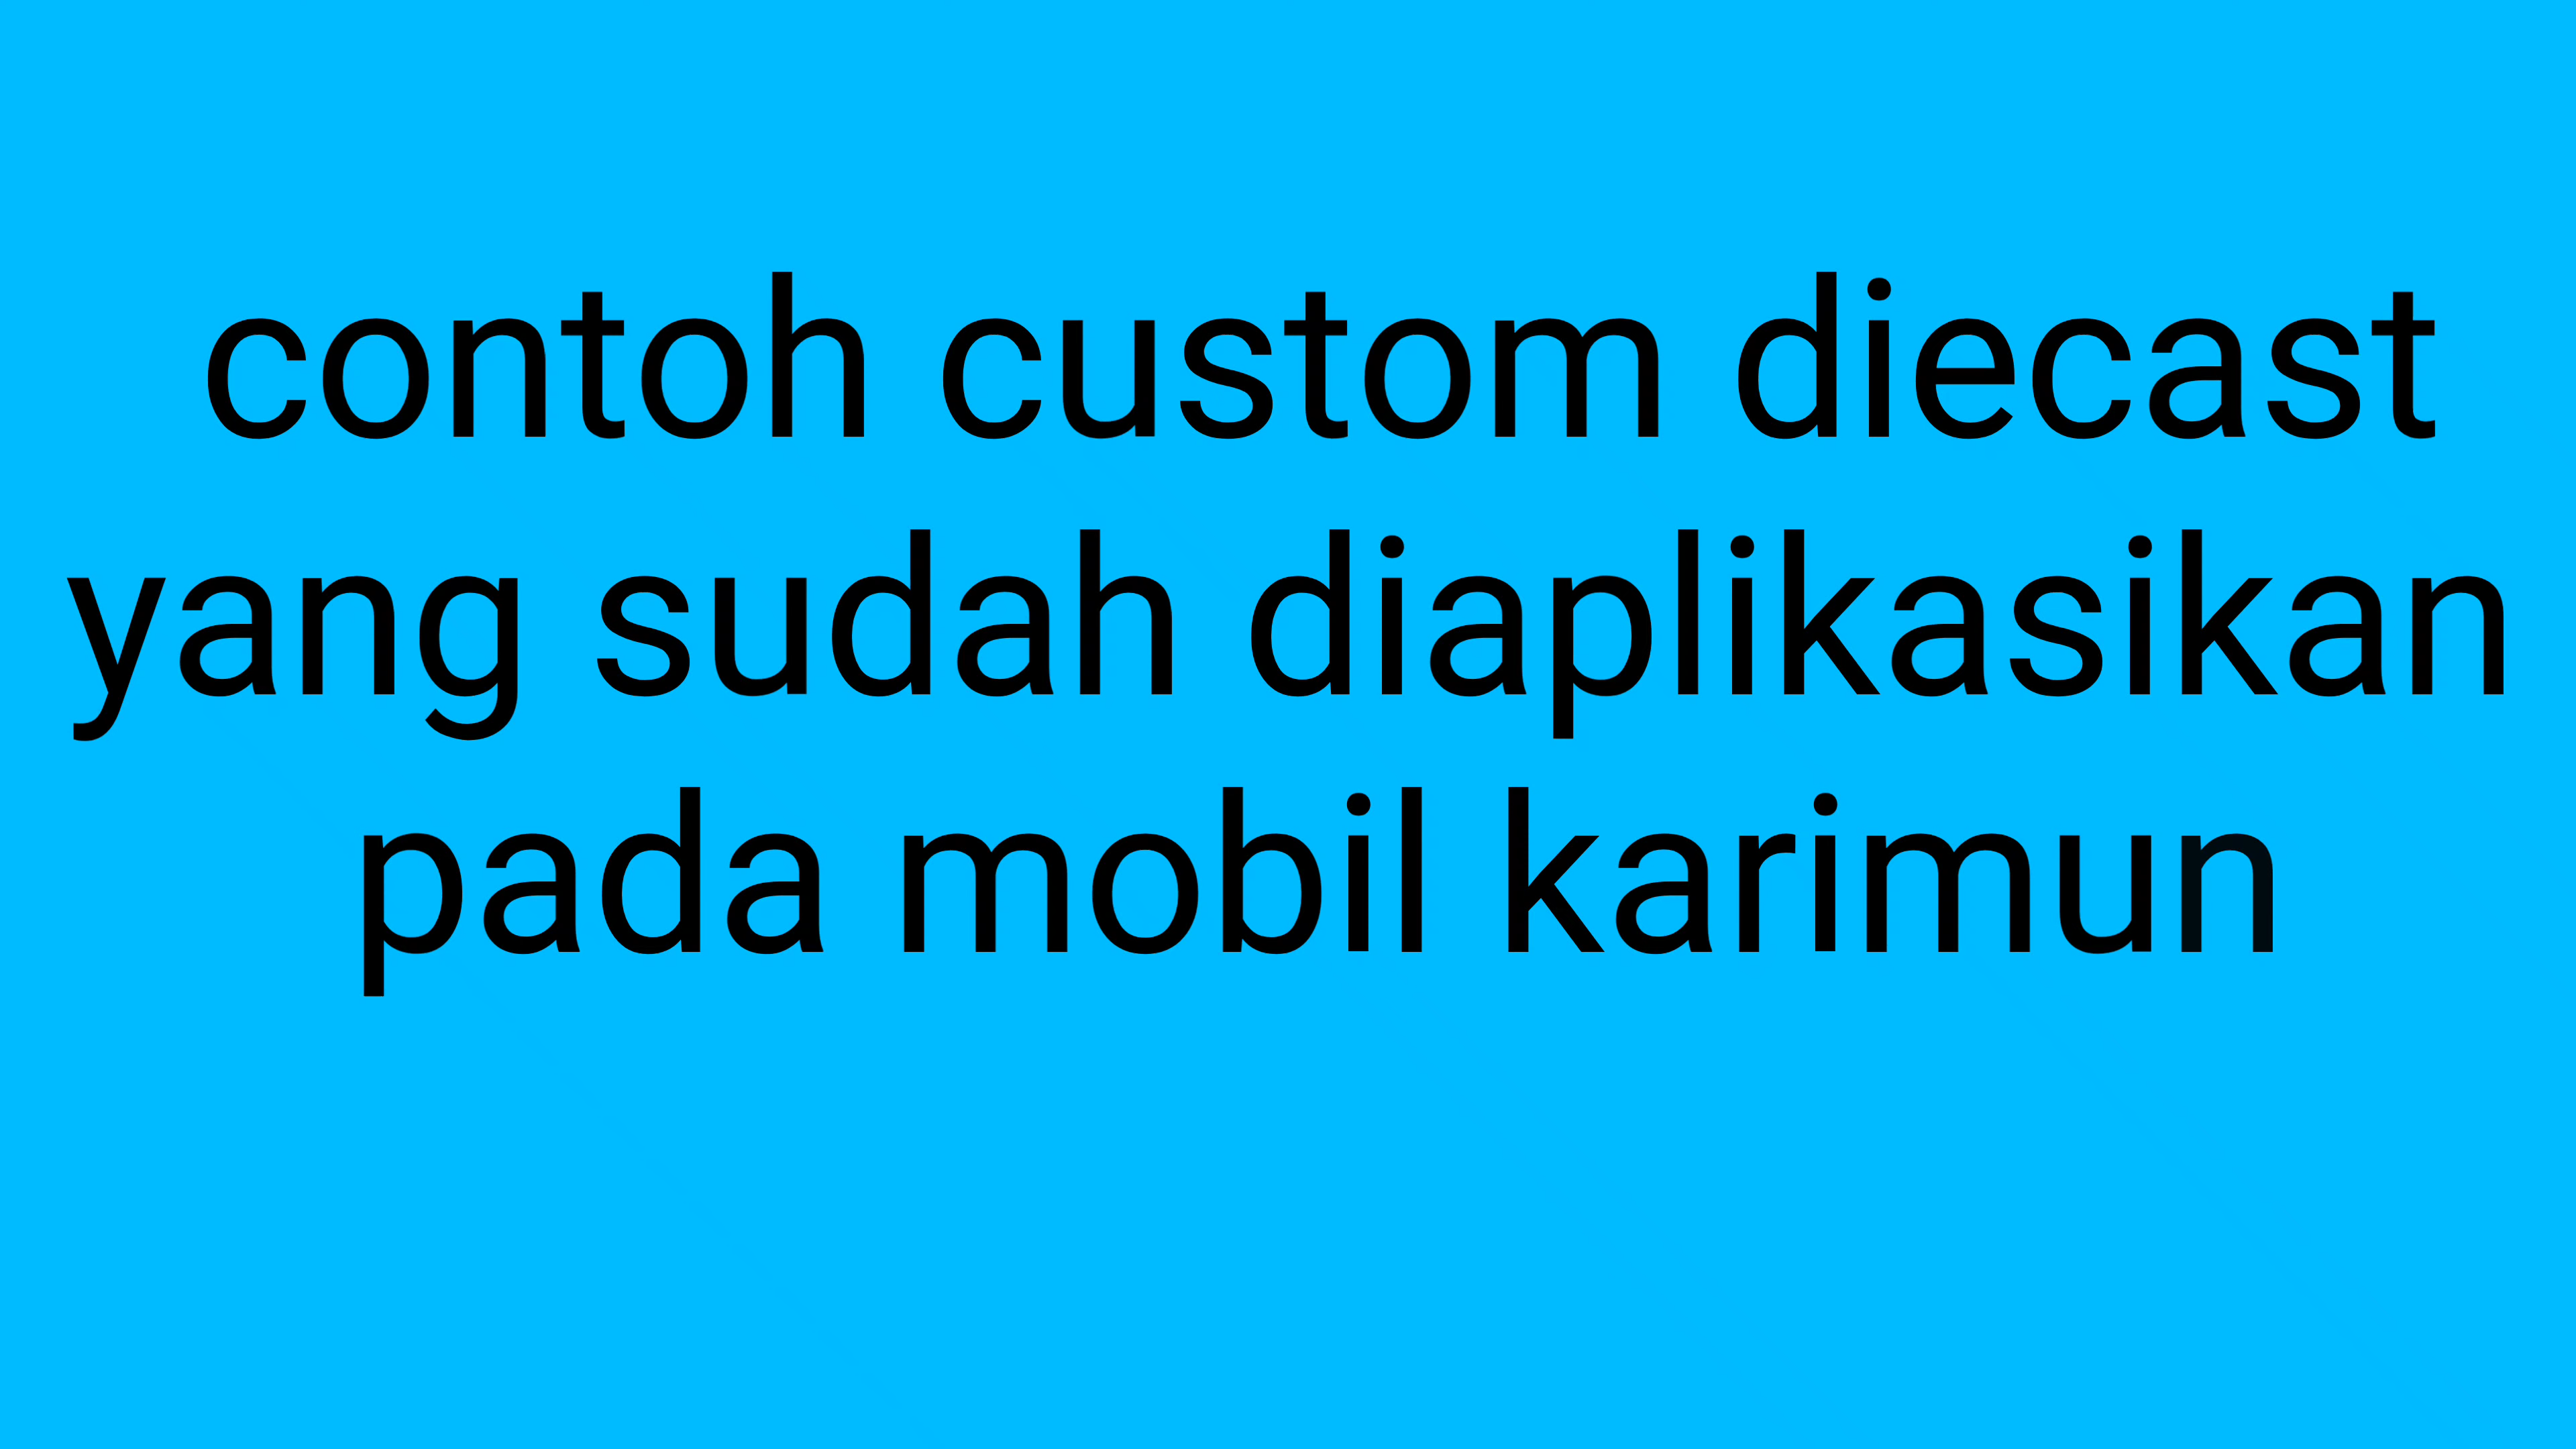 contoh custom diecast
yang sudah diaplikasikan
pada mobil karimun